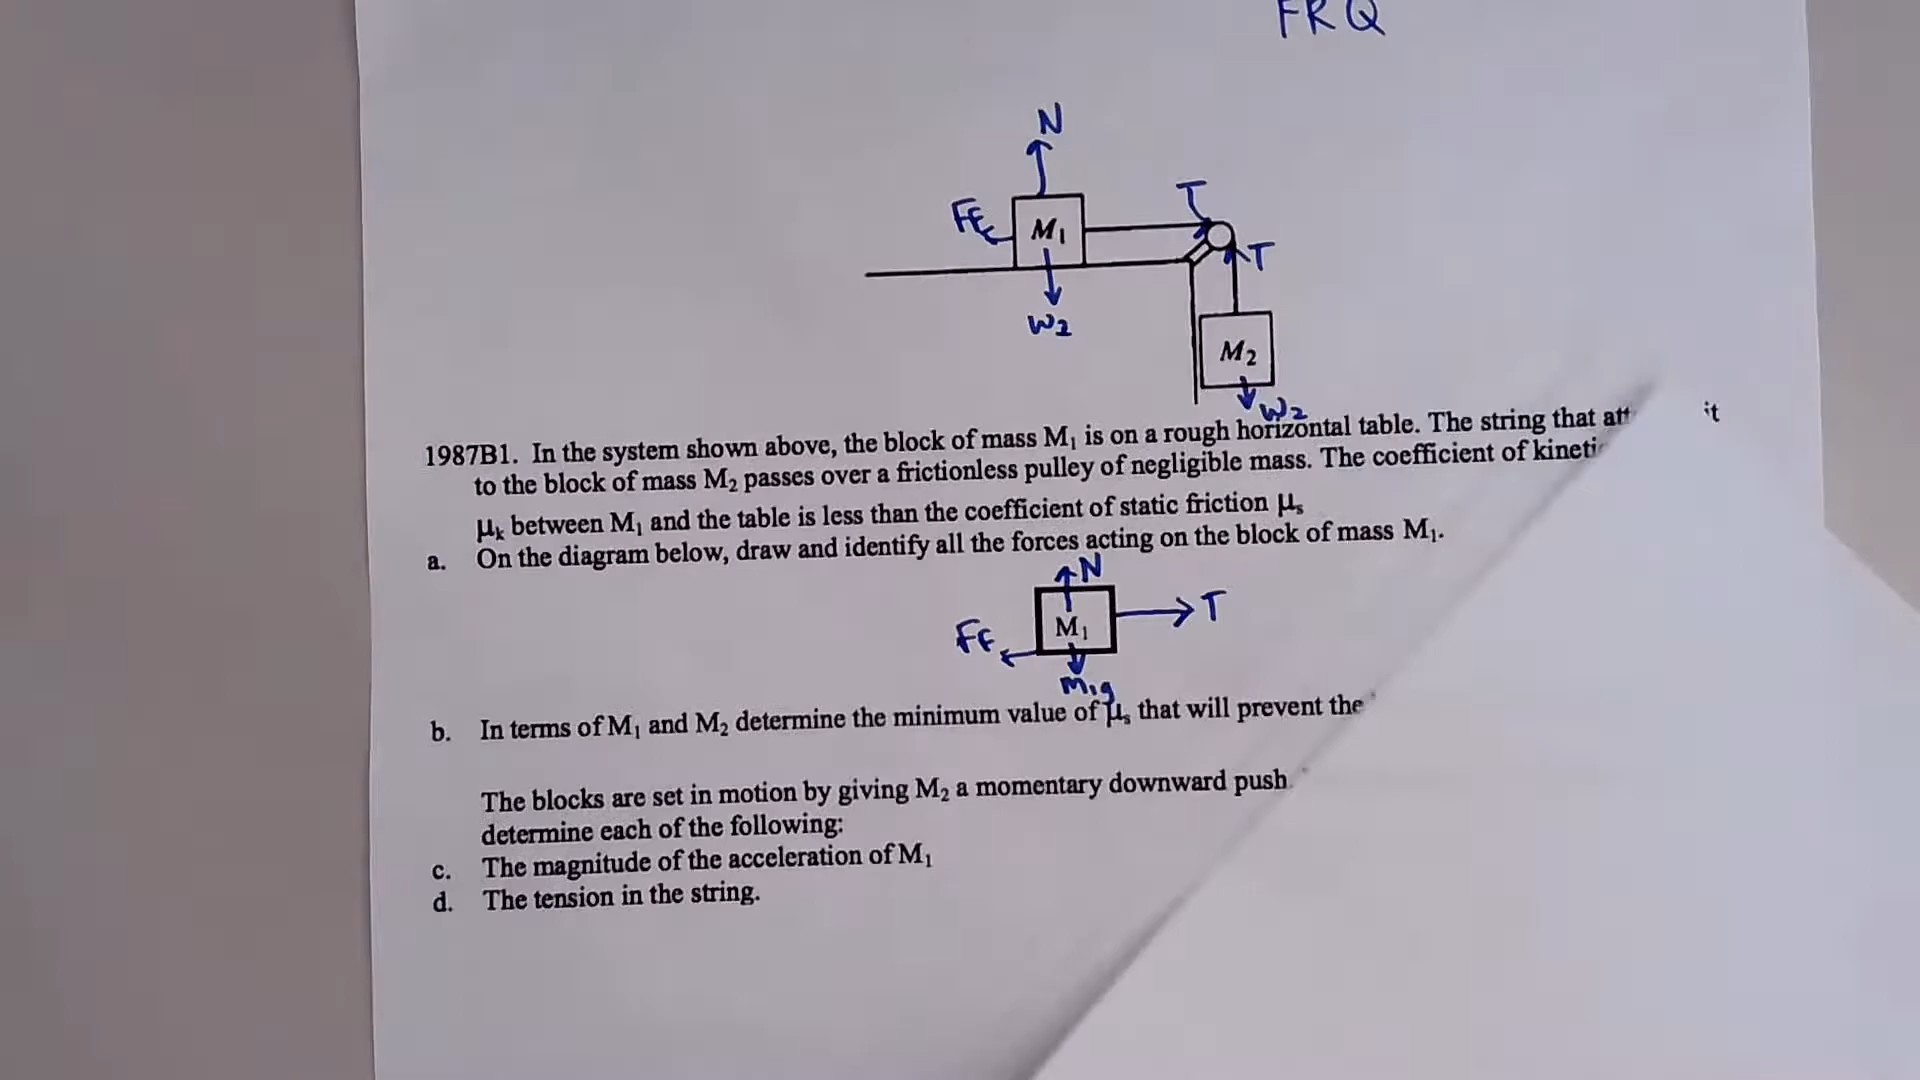 FRQ
N
T
FF
M₁
T
W2
M₂
W2
1987B1. In the system shown above, the block of mass M₁ is on a rough horizontal table. The string that it
to the block of mass M₂ passes over a frictionless pulley of negligible mass. The coefficient of
μₖ between M₁ and the table is less than the coefficient of static friction μₛ
a. On the diagram below, draw and identify all the forces acting on the block of mass M₁.
N
T
M₁
FF
M₁g
b. In terms of M₁ and M₂ determine the minimum value of μₛ that will prevent the
The blocks are set in motion by giving M₂ a momentary downward push.
determine each of the following:
c. The magnitude of the acceleration of M₁
d. The tension in the string.